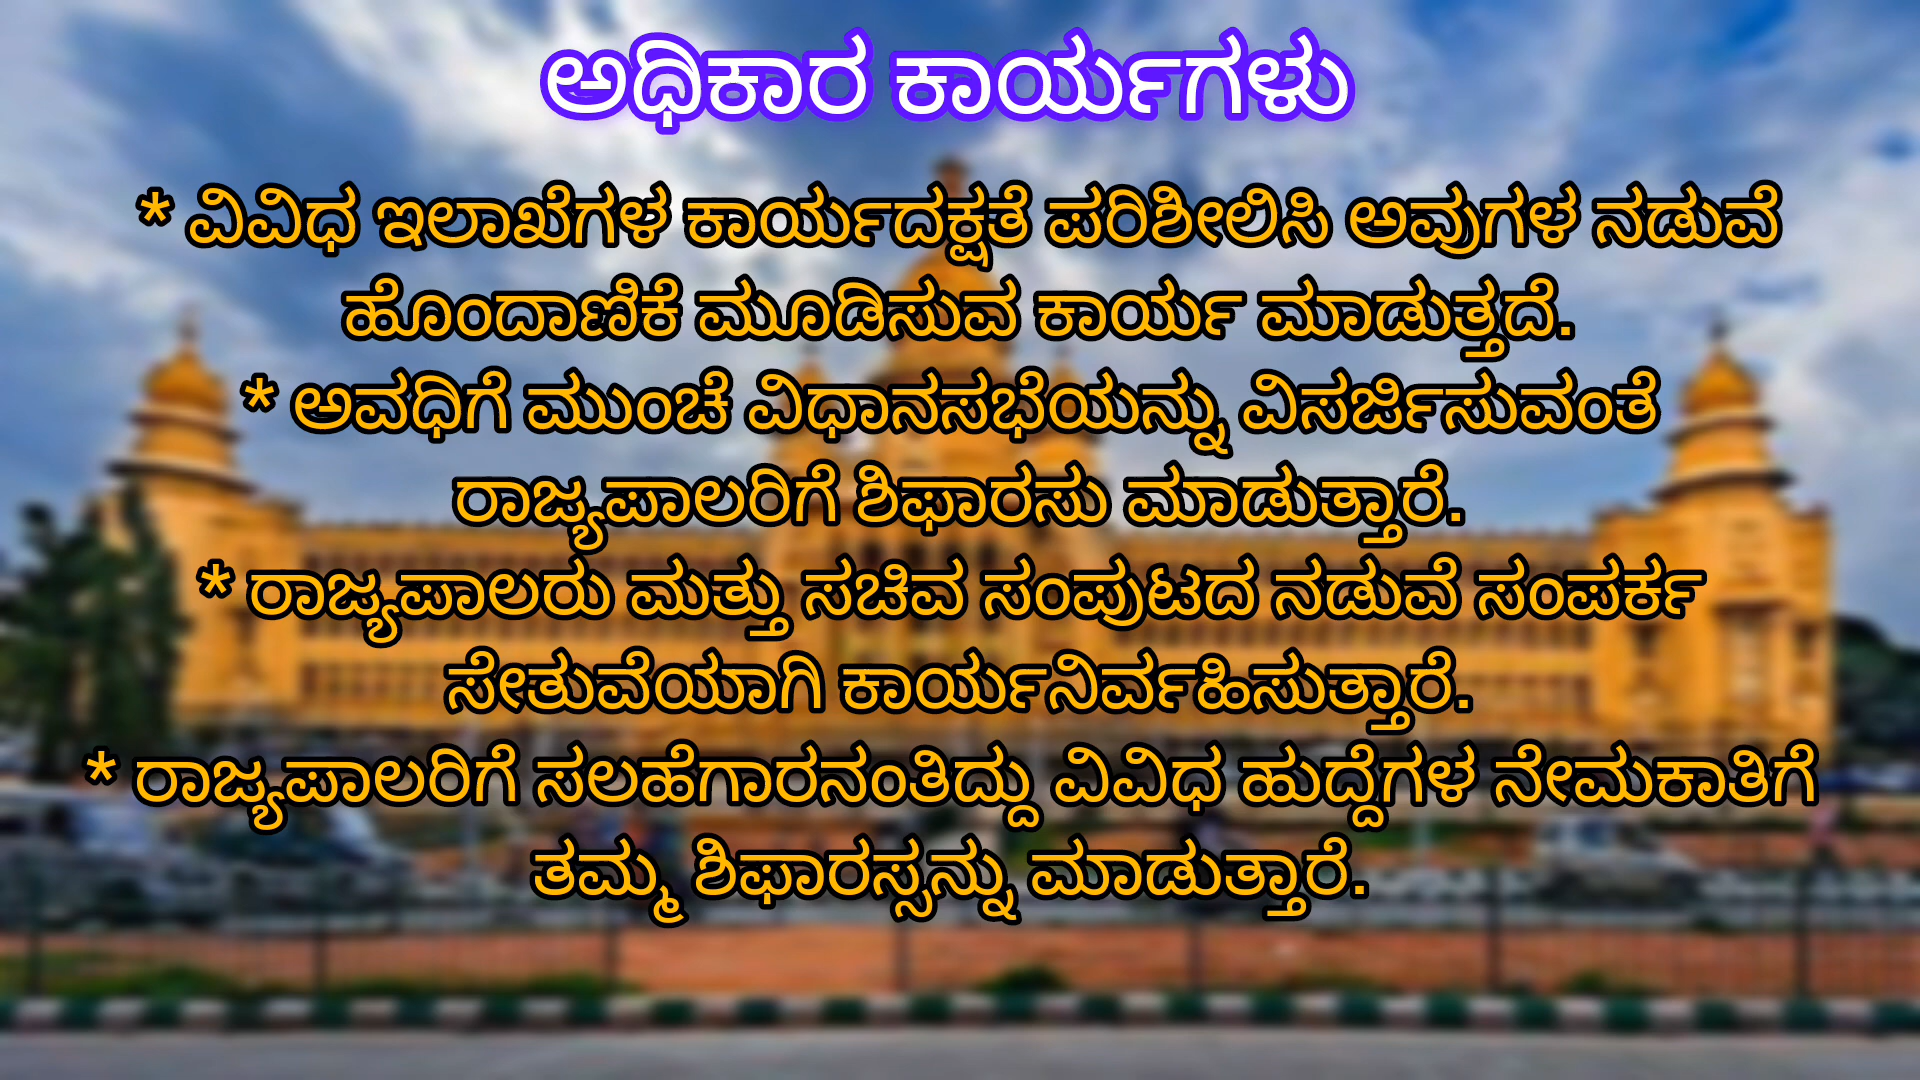 ಅಧಿಕಾರ ಕಾರ್ಯಗಳು
* ವಿವಿಧ ಇಲಾಖೆಗಳ ಕಾರ್ಯದಕ್ಷತೆ ಪರಿಶೀಲಿಸಿ ಅವುಗಳ ನಡುವೆ
ಹೊಂದಾಣಿಕೆ ಮೂಡಿಸುವ ಕಾರ್ಯ ಮಾಡುತ್ತದೆ.
* ಅವಧಿಗೆ ಮುಂಚೆ ವಿಧಾನಸಭೆಯನ್ನು ವಿಸರ್ಜಿಸುವಂತೆ
ರಾಜ್ಯಪಾಲರಿಗೆ ಶಿಫಾರಸು ಮಾಡುತ್ತಾರೆ.
* ರಾಜ್ಯಪಾಲರು ಮತ್ತು ಸಚಿವ ಸಂಪುಟದ ನಡುವೆ ಸಂಪರ್ಕ
ಸೇತುವೆಯಾಗಿ ಕಾರ್ಯನಿರ್ವಹಿಸುತ್ತಾರೆ.
* ರಾಜ್ಯಪಾಲರಿಗೆ ಸಲಹೆಗಾರನಂತಿದ್ದು ವಿವಿಧ ಹುದ್ದೆಗಳ ನೇಮಕಾತಿಗೆ
ತಮ್ಮ ಶಿಫಾರಸ್ಸನ್ನು ಮಾಡುತ್ತಾರೆ.